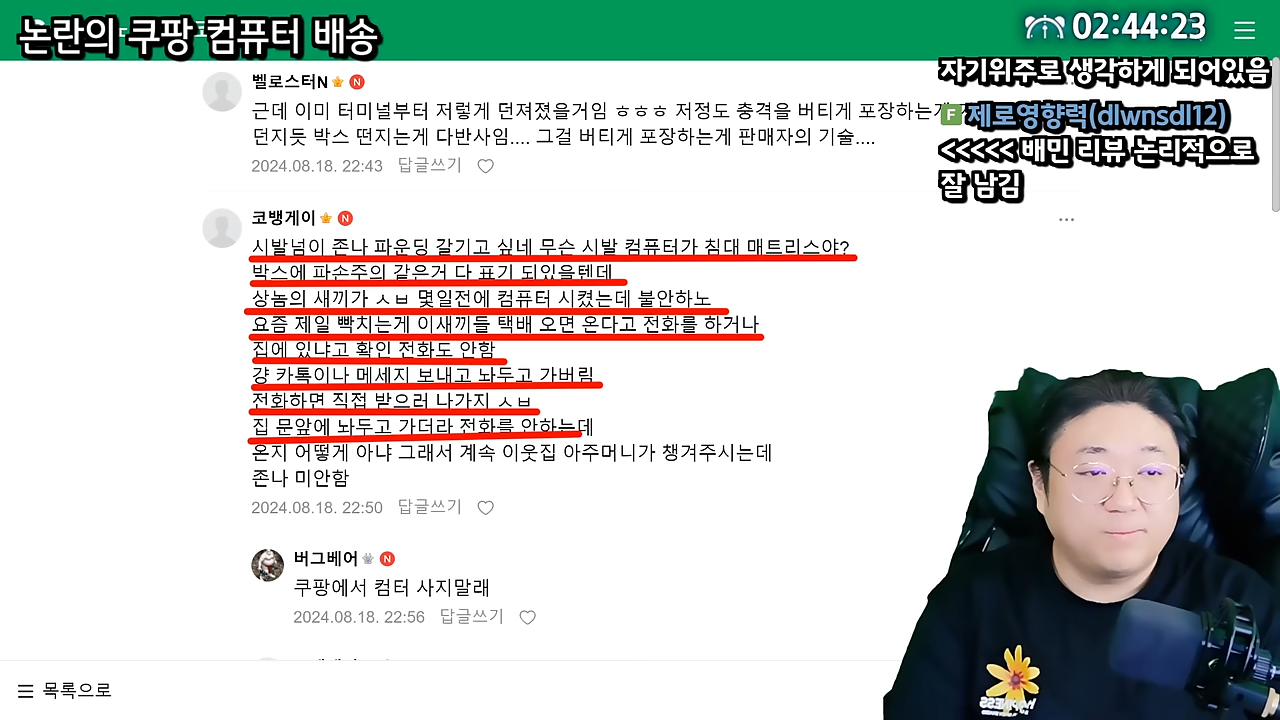 논란의 쿠팡 컴퓨터 배송
02:44:23
자기위주로 생각하게 되어있음
F 제로영향력(dlwnsdl12)
<<<<< 배민 리뷰 논리적으로
잘 남김
벨로스터N N
근데 이미 터미널부터 저렇게 던져졌을거임 ㅎㅎㅎ 저정도 충격을 버티게 포장하는게
던지듯 박스 떤지는게 다반사임.... 그걸 버티게 포장하는게 판매자의 기술....
2024.08.18. 22:43 답글쓰기
코뱅게이 N
시발넘이 존나 파운딩 갈기고 싶네 무슨 시발 컴퓨터가 침대 매트리스야?
박스에 파손주의 같은거 다 표기 되있을텐데
상놈의 새끼가 ㅅㅂ 몇일전에 컴퓨터 시켰는데 불안하노
요즘 제일 빡치는게 이새끼들 택배 오면 온다고 전화를 하거나
집에 있냐고 확인 전화도 안함
걍 카톡이나 메세지 보내고 놔두고 가버림
전화하면 직접 받으러 나가지 ㅅㅂ
집 문앞에 놔두고 가더라 전화를 안하는데
온지 어떻게 아냐 그래서 계속 이웃집 아주머니가 챙겨주시는데
존나 미안함
2024.08.18. 22:50 답글쓰기
버그베어 N
쿠팡에서 컴터 사지말래
2024.08.18. 22:56 답글쓰기
목록으로